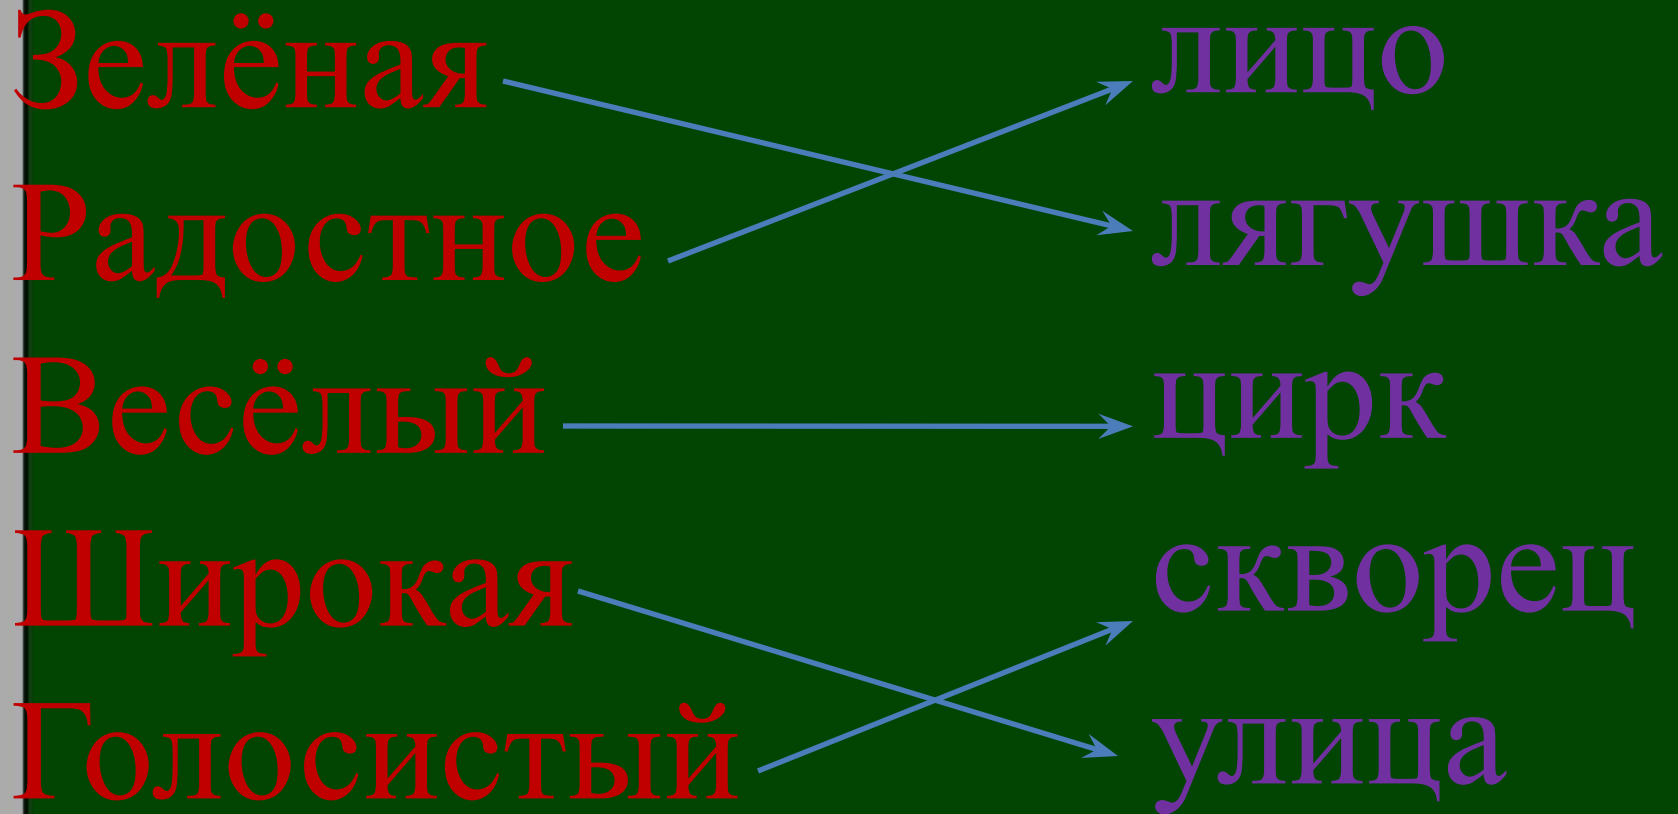 Зелёная лицо
Радостное лягушка
Весёлый цирк
Широкая скворец
Голосистый улица